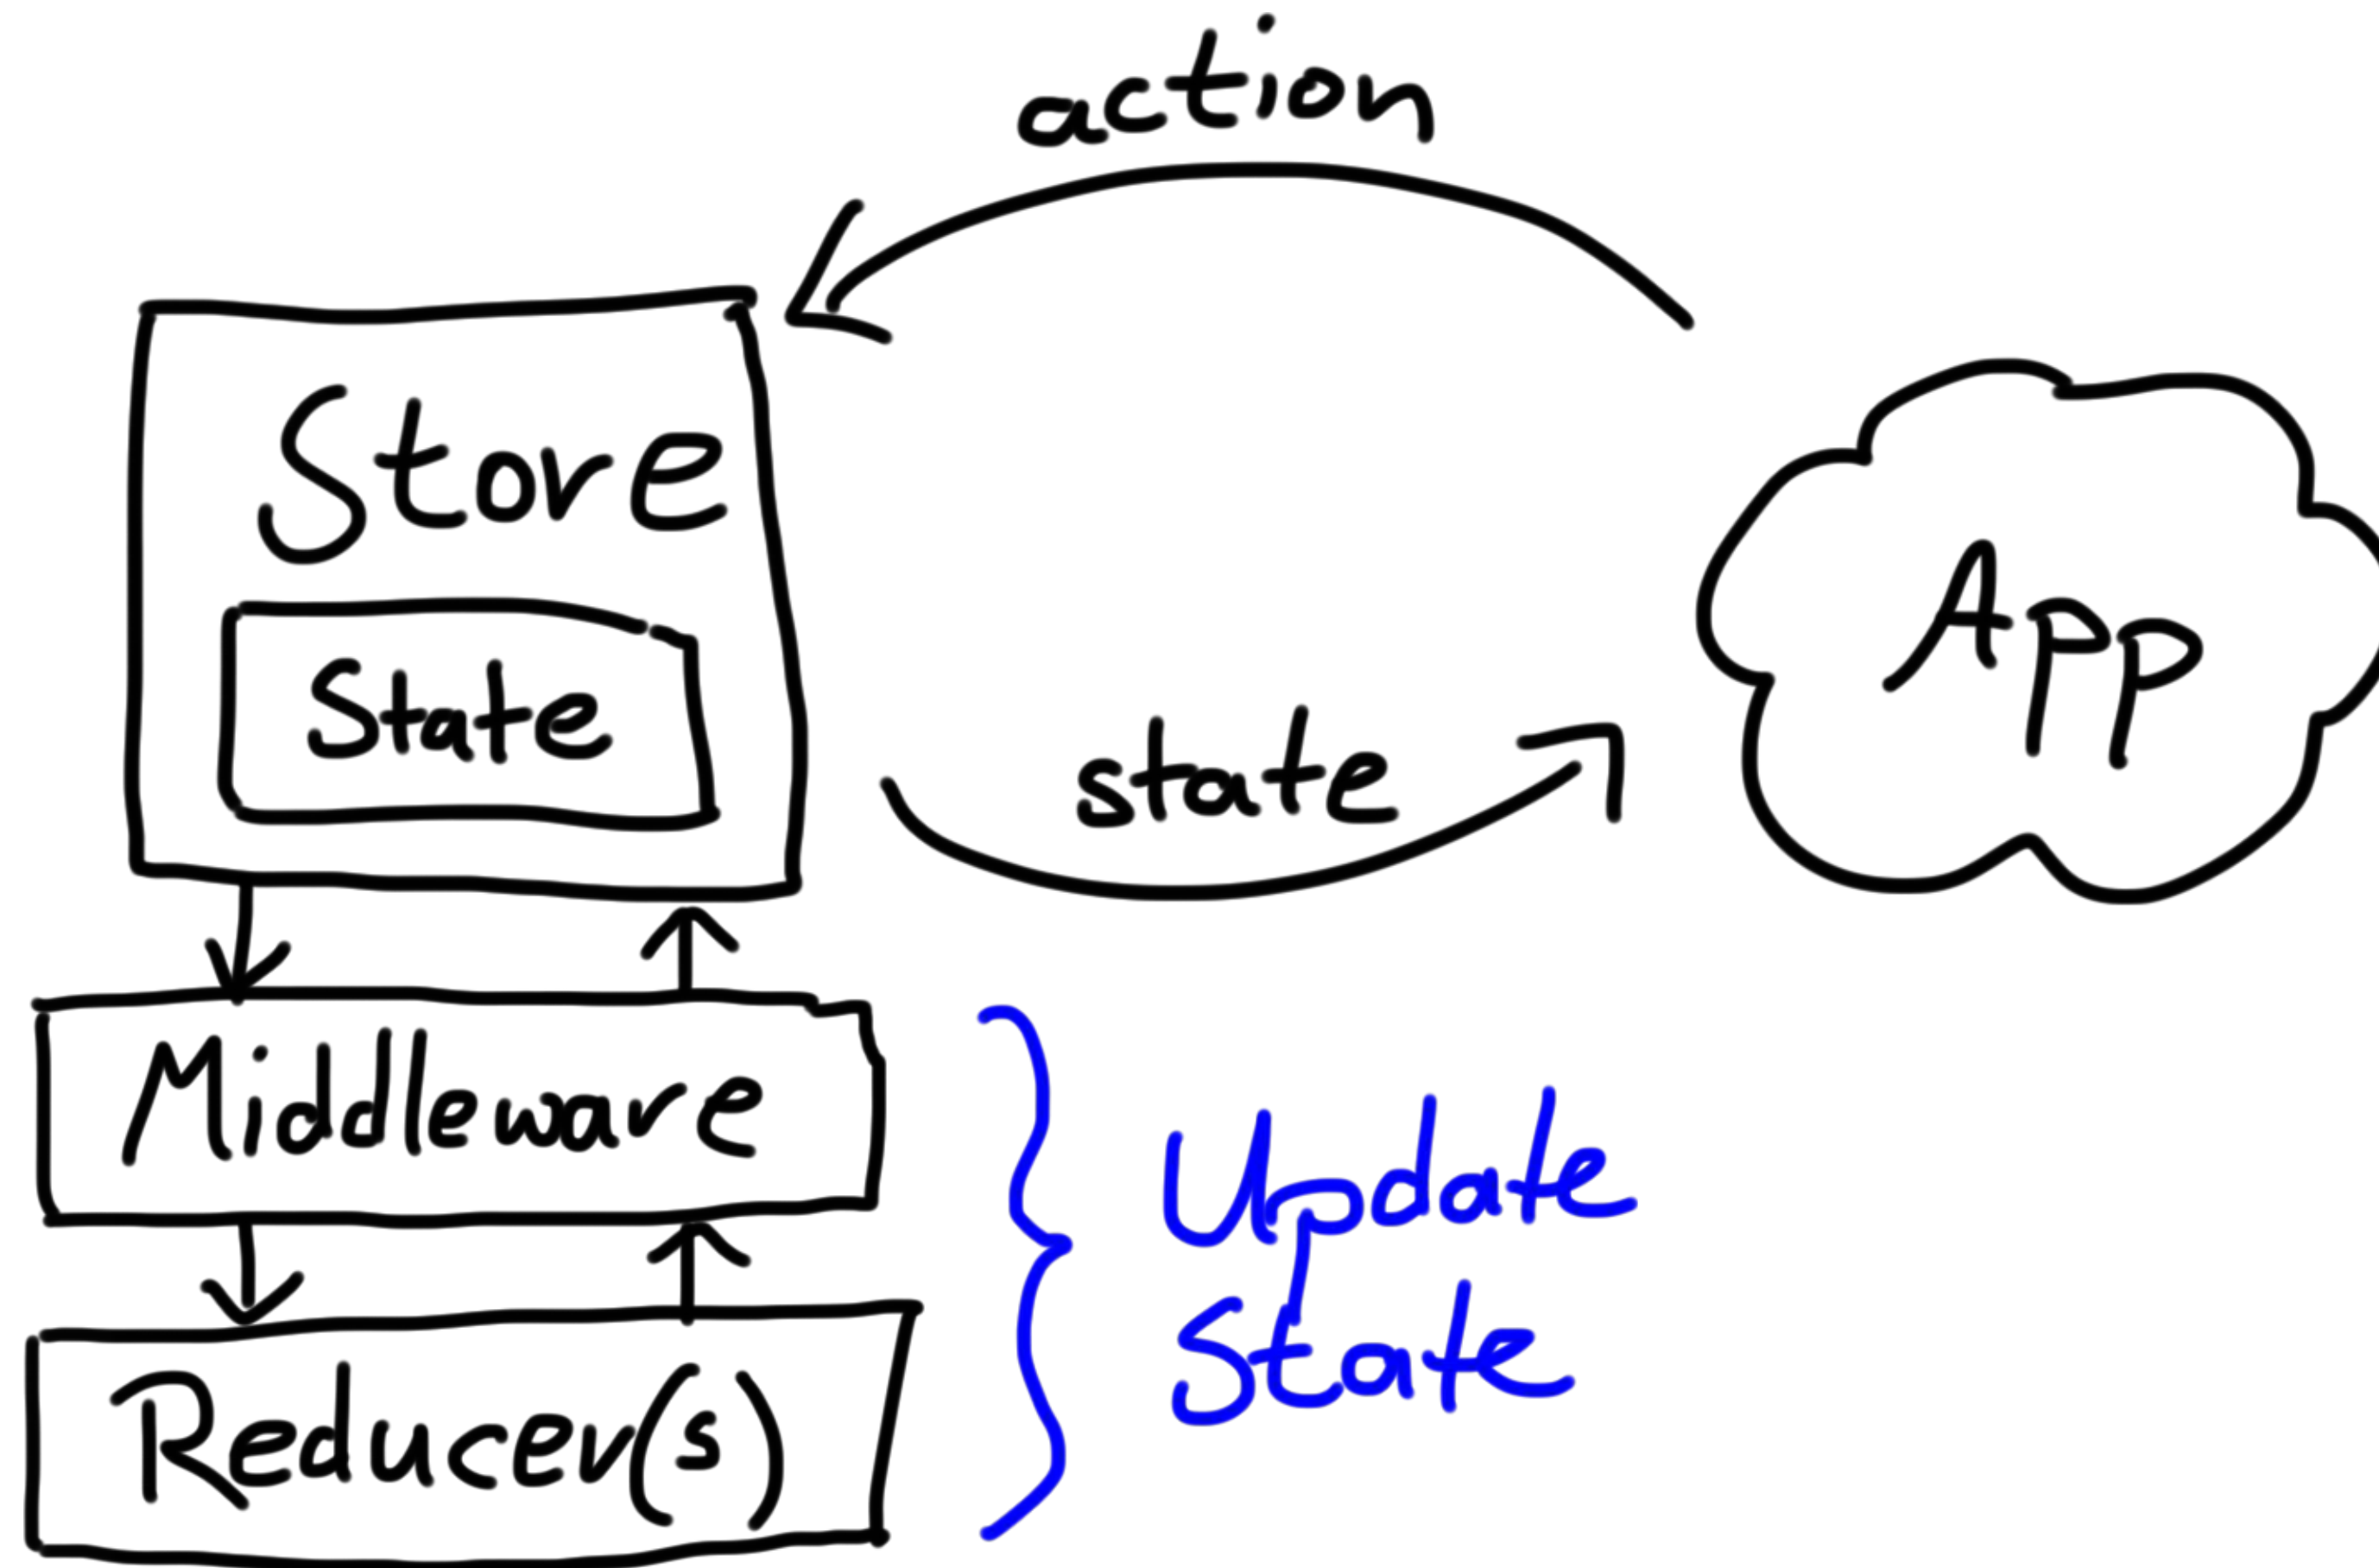 action
Store
State
App
state
Middleware
Update
State
Reducer(s)